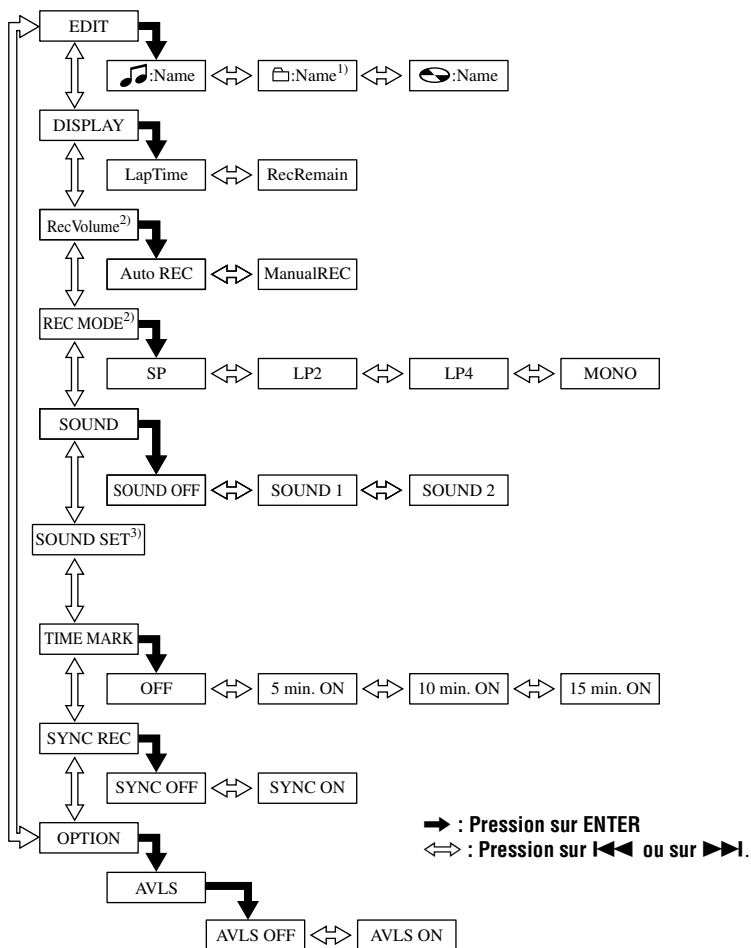 EDIT
:Name :Name1) :Name
DISPLAY
LapTime RecRemain
RecVolume2)
Auto REC ManualREC
REC MODE2)
SP LP2 LP4 MONO
SOUND
SOUND OFF SOUND 1 SOUND 2
SOUND SET3)
TIME MARK
OFF 5 min. ON 10 min. ON 15 min. ON
SYNC REC
SYNC OFF SYNC ON
OPTION
: Pression sur ENTER
: Pression sur ou sur .
AVLS
AVLS OFF AVLS ON